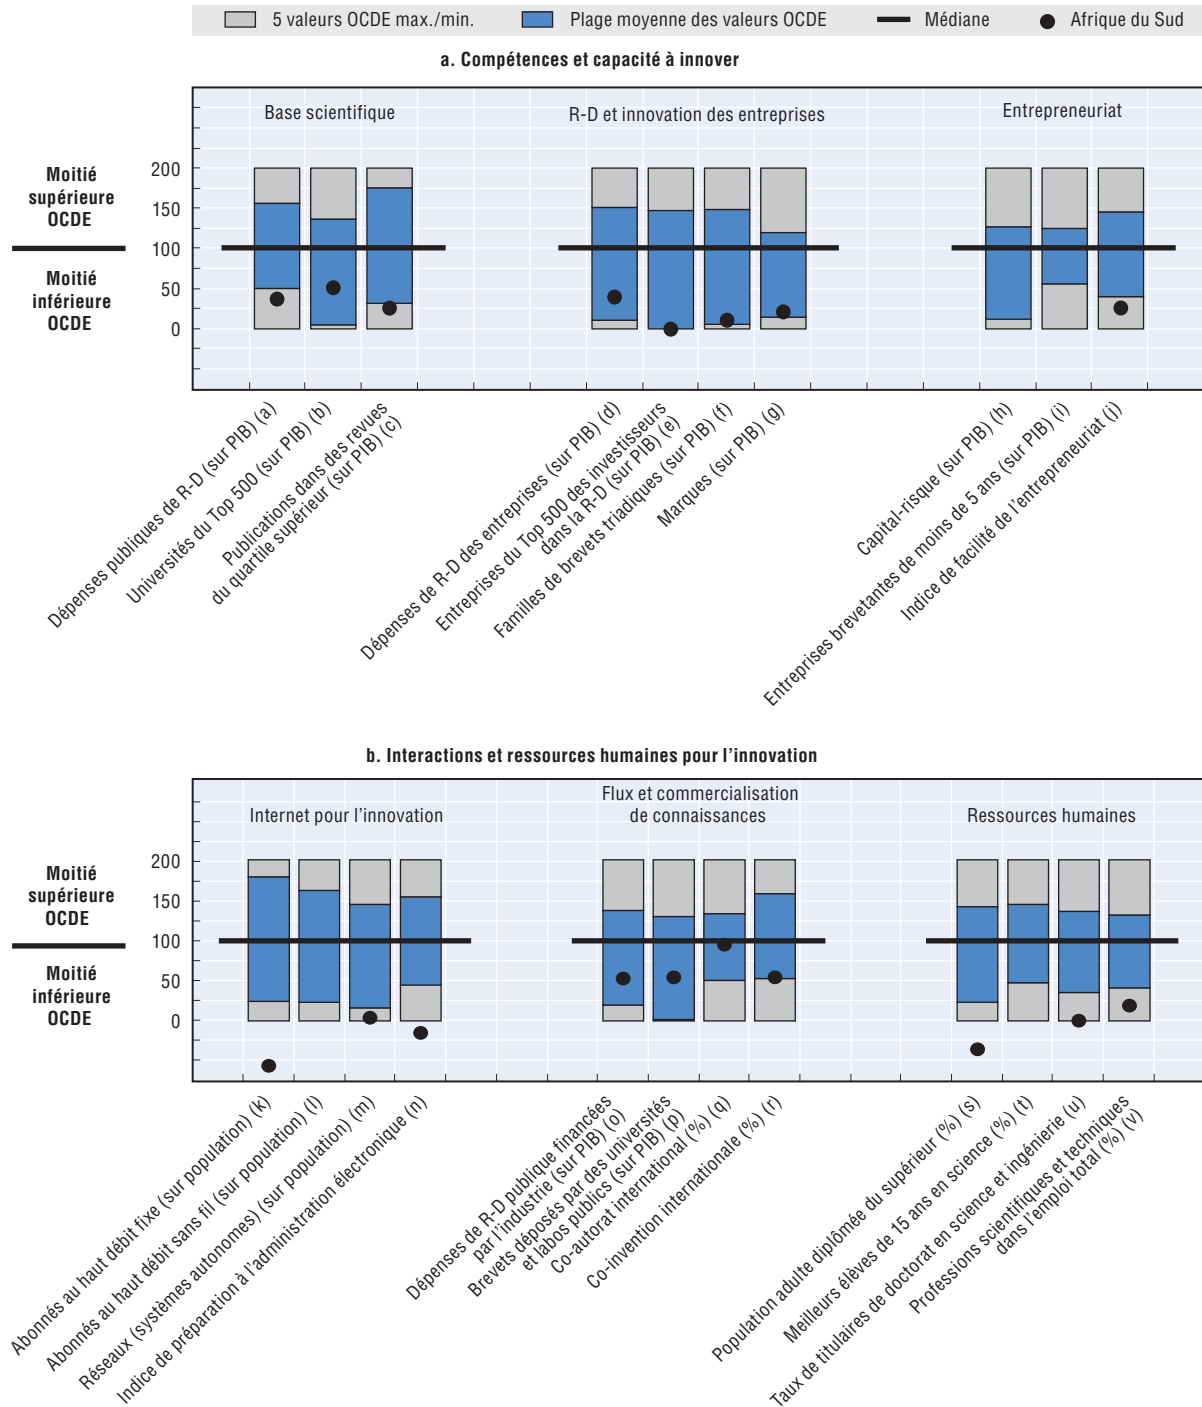 5 valeurs OCDE max./min.
Plage moyenne des valeurs OCDE
Médiane
Afrique du Sud
a. Compétences et capacité à innover
Base scientifique
R-D et innovation des entreprises
Entrepreneuriat
Moitié
supérieure
OCDE
Moitié
inférieure
OCDE
200
150
100
50
0
Dépenses publiques de R-D (sur PIB) (a)
Universités du Top 500 (sur PIB) (b)
Publications dans des revues
du quartile supérieur (sur PIB) (c)
Dépenses de R-D des entreprises (sur PIB) (d)
Entreprises du Top 500 des investisseurs
dans la R-D (sur PIB) (e)
Familles de brevets triadiques (sur PIB) (f)
Marques (sur PIB) (g)
Capital-risque (sur PIB) (h)
Entreprises brevetantes de moins de 5 ans (sur PIB) (i)
Indice de facilité de l'entrepreneuriat (j)
b. Interactions et ressources humaines pour l'innovation
Internet pour l'innovation
Flux et commercialisation
de connaissances
Ressources humaines
Moitié
supérieure
OCDE
Moitié
inférieure
OCDE
200
150
100
50
0
Abonnés au haut débit fixe (sur population) (k)
Abonnés au haut débit sans fil (sur population) (l)
Réseaux (systèmes autonomes) (sur population) (m)
Indice de préparation à l'administration électronique (n)
Dépenses de R-D publique financées
par l'industrie (sur PIB) (o)
Brevets déposés par des universités
et labos publics (sur PIB) (p)
Co-autorat international (%) (q)
Co-invention internationale (%) (r)
Population adulte diplômée du supérieur (%) (s)
Meilleurs élèves de 15 ans en science (%) (t)
Taux de titulaires de doctorat en science et ingénierie (u)
Professions scientifiques et techniques
dans l'emploi total (%) (v)